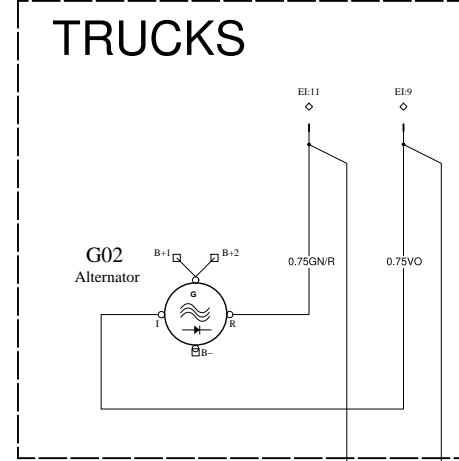 TRUCKS
EI:11
EI:9
G02
Alternator
B+1
B+2
0.75GN/R
0.75VO
G
I
R
B−